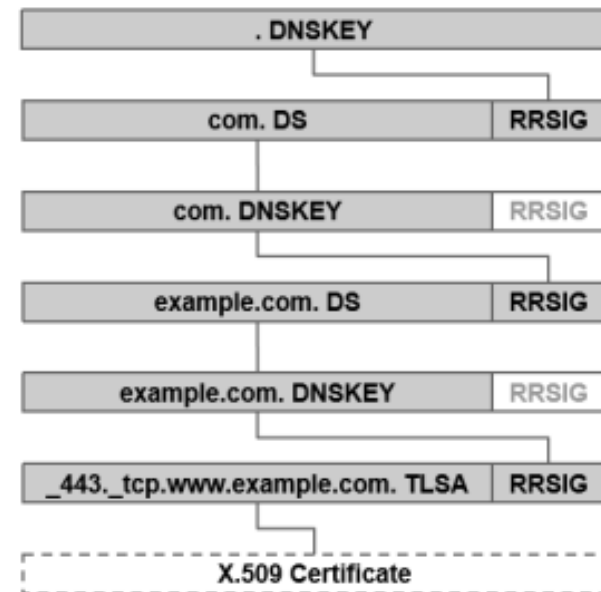 . DNSKEY
com. DS RRSIG
com. DNSKEY RRSIG
example.com. DS RRSIG
example.com. DNSKEY RRSIG
_443._tcp.www.example.com. TLSA RRSIG
X.509 Certificate